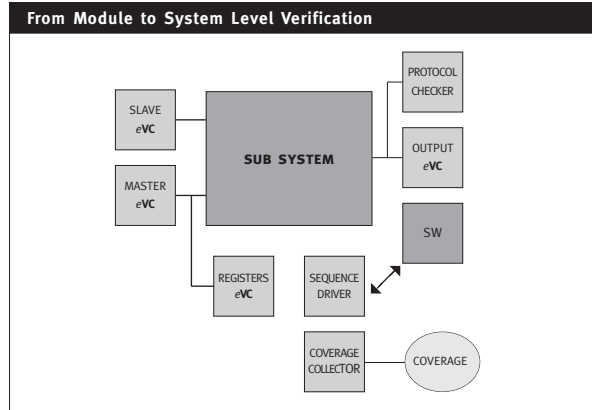 From Module to System Level Verification
PROTOCOL
CHECKER
SLAVE
eVC
SUB SYSTEM
OUTPUT
eVC
MASTER
eVC
SW
REGISTERS
eVC
SEQUENCE
DRIVER
COVERAGE
COLLECTOR
COVERAGE